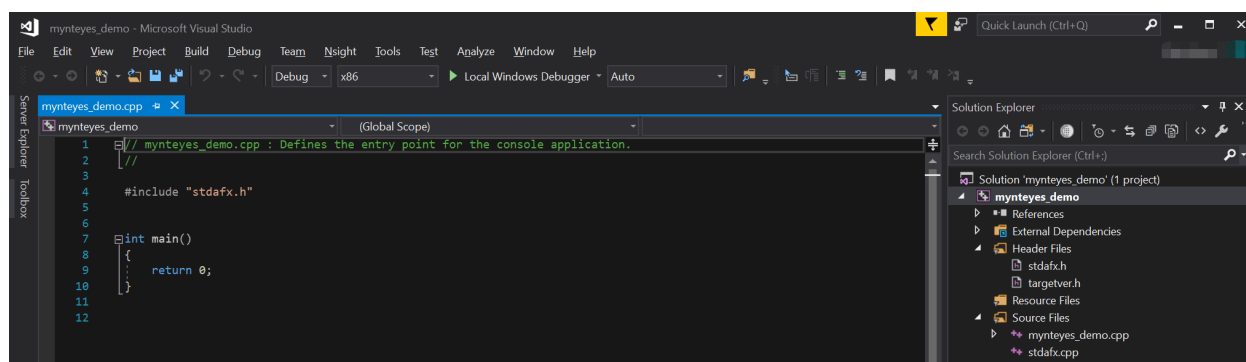 mynteyes_demo - Microsoft Visual Studio
Quick Launch (Ctrl+Q)
File Edit View Project Build Debug Team Nsight Tools Test Analyze Window Help
Debug x86 Local Windows Debugger Auto
Server Explorer
Toolbox
mynteyes_demo.cpp
mynteyes_demo (Global Scope)
1 // mynteyes_demo.cpp : Defines the entry point for the console application.
2 //
3
4 #include "stdafx.h"
5
6
7 int main()
8 {
9 return 0;
10 }
11
12
Solution Explorer
Search Solution Explorer (Ctrl+;)
Solution 'mynteyes_demo' (1 project)
mynteyes_demo
References
External Dependencies
Header Files
stdafx.h
targetver.h
Resource Files
Source Files
mynteyes_demo.cpp
stdafx.cpp